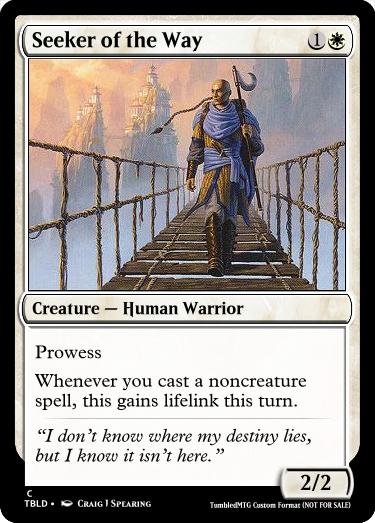 Seeker of the Way 1
Creature — Human Warrior
Prowess
Whenever you cast a noncreature
spell, this gains lifelink this turn.
“I don’t know where my destiny lies,
but I know it isn’t here.”
2/2
C
TBLD • Craig J Spearing
TumbledMTG Custom Format (NOT FOR SALE)